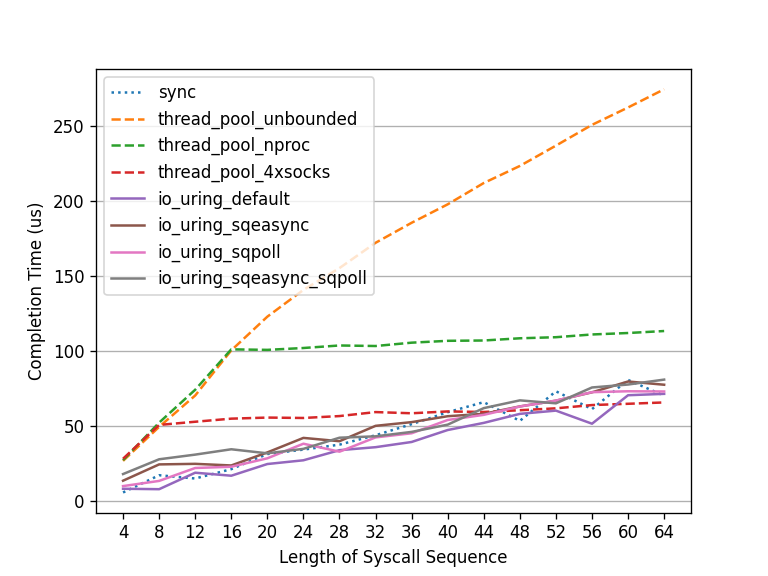 sync
thread_pool_unbounded
thread_pool_nproc
thread_pool_4xsocks
io_uring_default
io_uring_sqeasync
io_uring_sqpoll
io_uring_sqeasync_sqpoll
Completion Time (us)
250
200
150
100
50
0
4 8 12 16 20 24 28 32 36 40 44 48 52 56 60 64
Length of Syscall Sequence